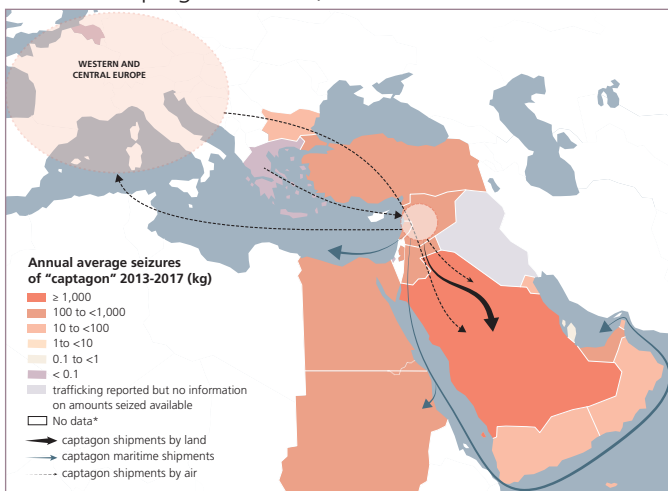 WESTERN AND
CENTRAL EUROPE
Annual average seizures
of “captagon” 2013-2017 (kg)
≥ 1,000
100 to <1,000
10 to <100
1to <10
0.1 to <1
< 0.1
trafficking reported but no information
on amounts seized available
No data*
captagon shipments by land
captagon maritime shipments
captagon shipments by air